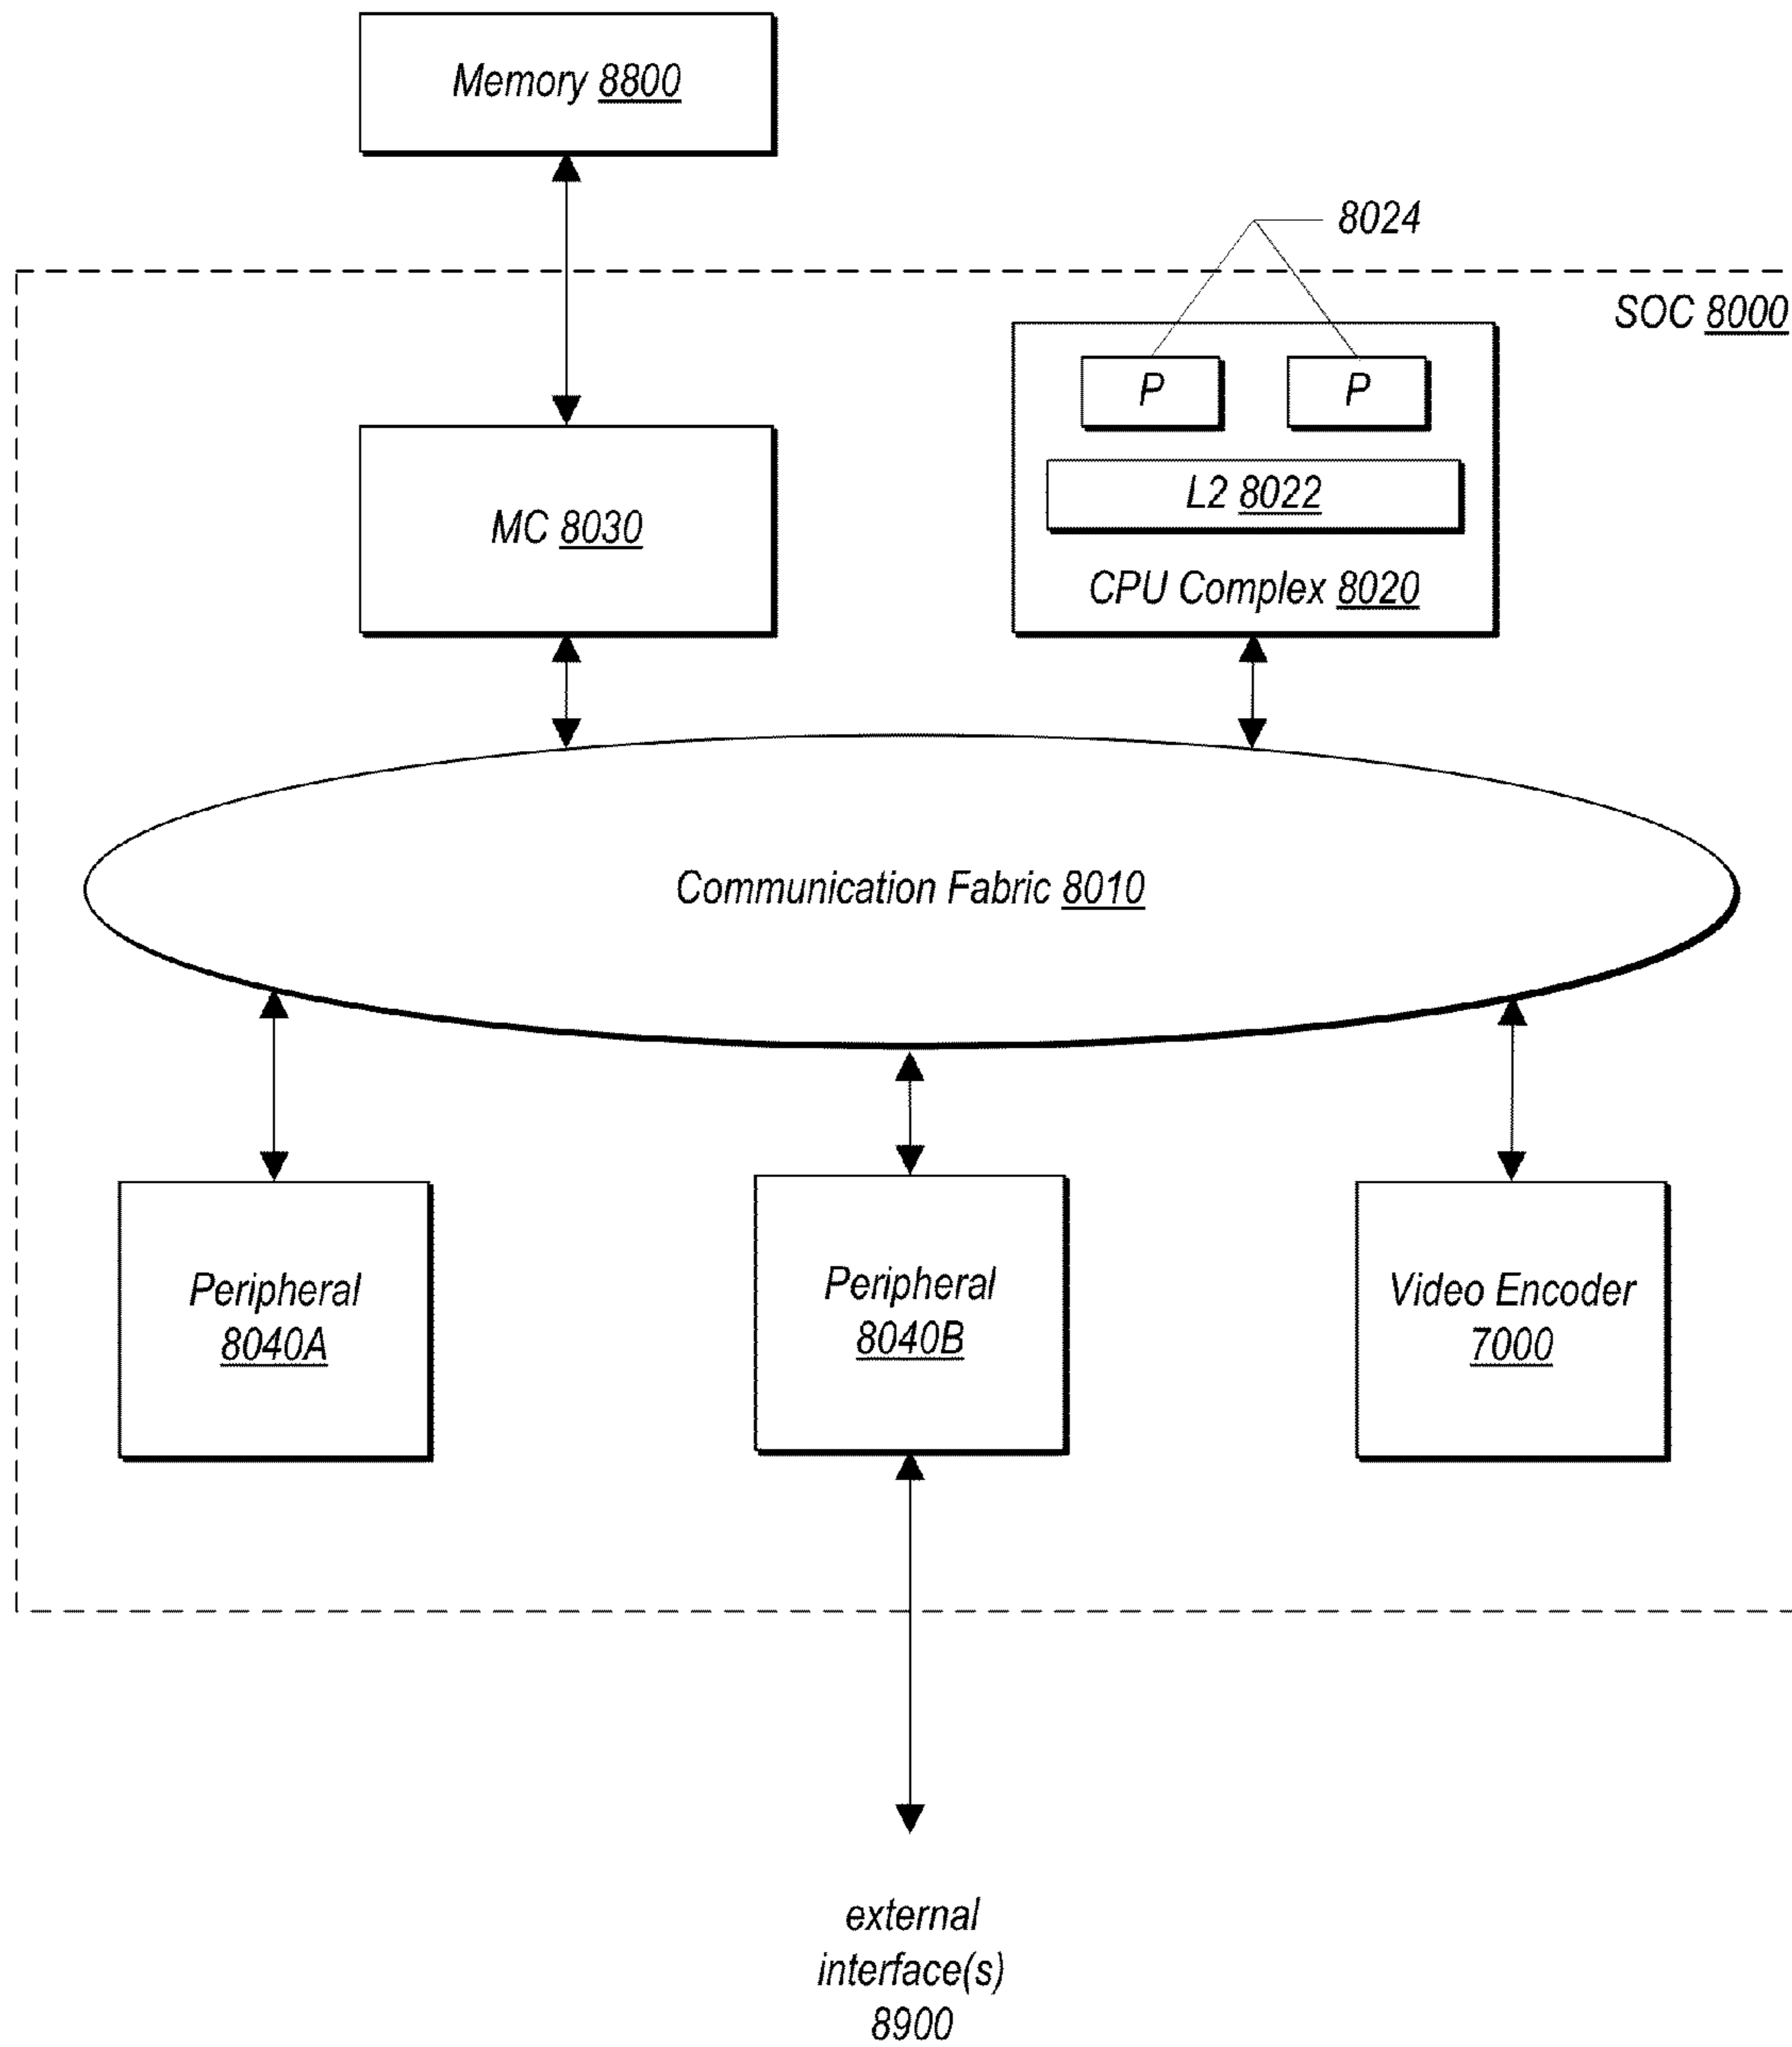 Memory 8800
8024
SOC 8000
P P
L2 8022
MC 8030
CPU Complex 8020
Communication Fabric 8010
Peripheral
8040A
Peripheral
8040B
Video Encoder
7000
external
interface(s)
8900